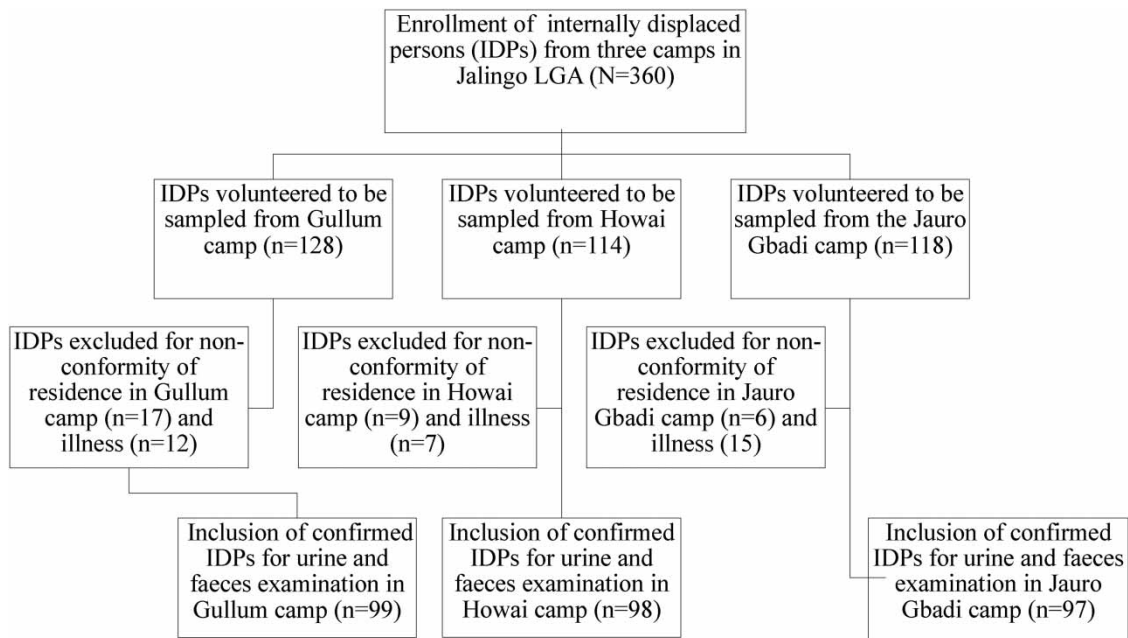 Enrollment of internally displaced
persons (IDPs) from three camps in
Jalingo LGA (N=360)
IDPs volunteered to be
sampled from Gullum
camp (n=128)
IDPs volunteered to be
sampled from Howai
camp (n=114)
IDPs volunteered to be
sampled from the Jauro
Gbadi camp (n=118)
IDPs excluded for non-
conformity of
residence in Gullum
camp (n=17) and
illness (n=12)
IDPs excluded for non-
conformity of
residence in Howai
camp (n=9) and illness
(n=7)
IDPs excluded for non-
conformity of
residence in Jauro
Gbadi camp (n=6) and
illness (15)
Inclusion of confirmed
IDPs for urine and
faeces examination in
Gullum camp (n=99)
Inclusion of confirmed
IDPs for urine and
faeces examination in
Howai camp (n=98)
Inclusion of confirmed
IDPs for urine and faeces
examination in Jauro
Gbadi camp (n=97)